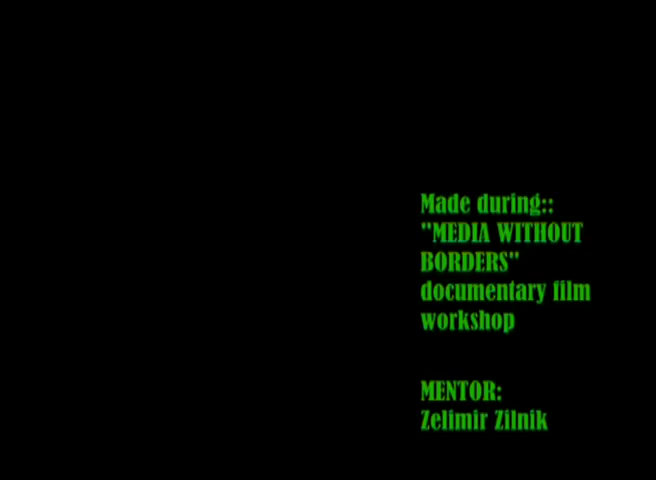 Made during::
"MEDIA WITHOUT
BORDERS"
documentary film
workshop
MENTOR:
Zelimir Zilnik